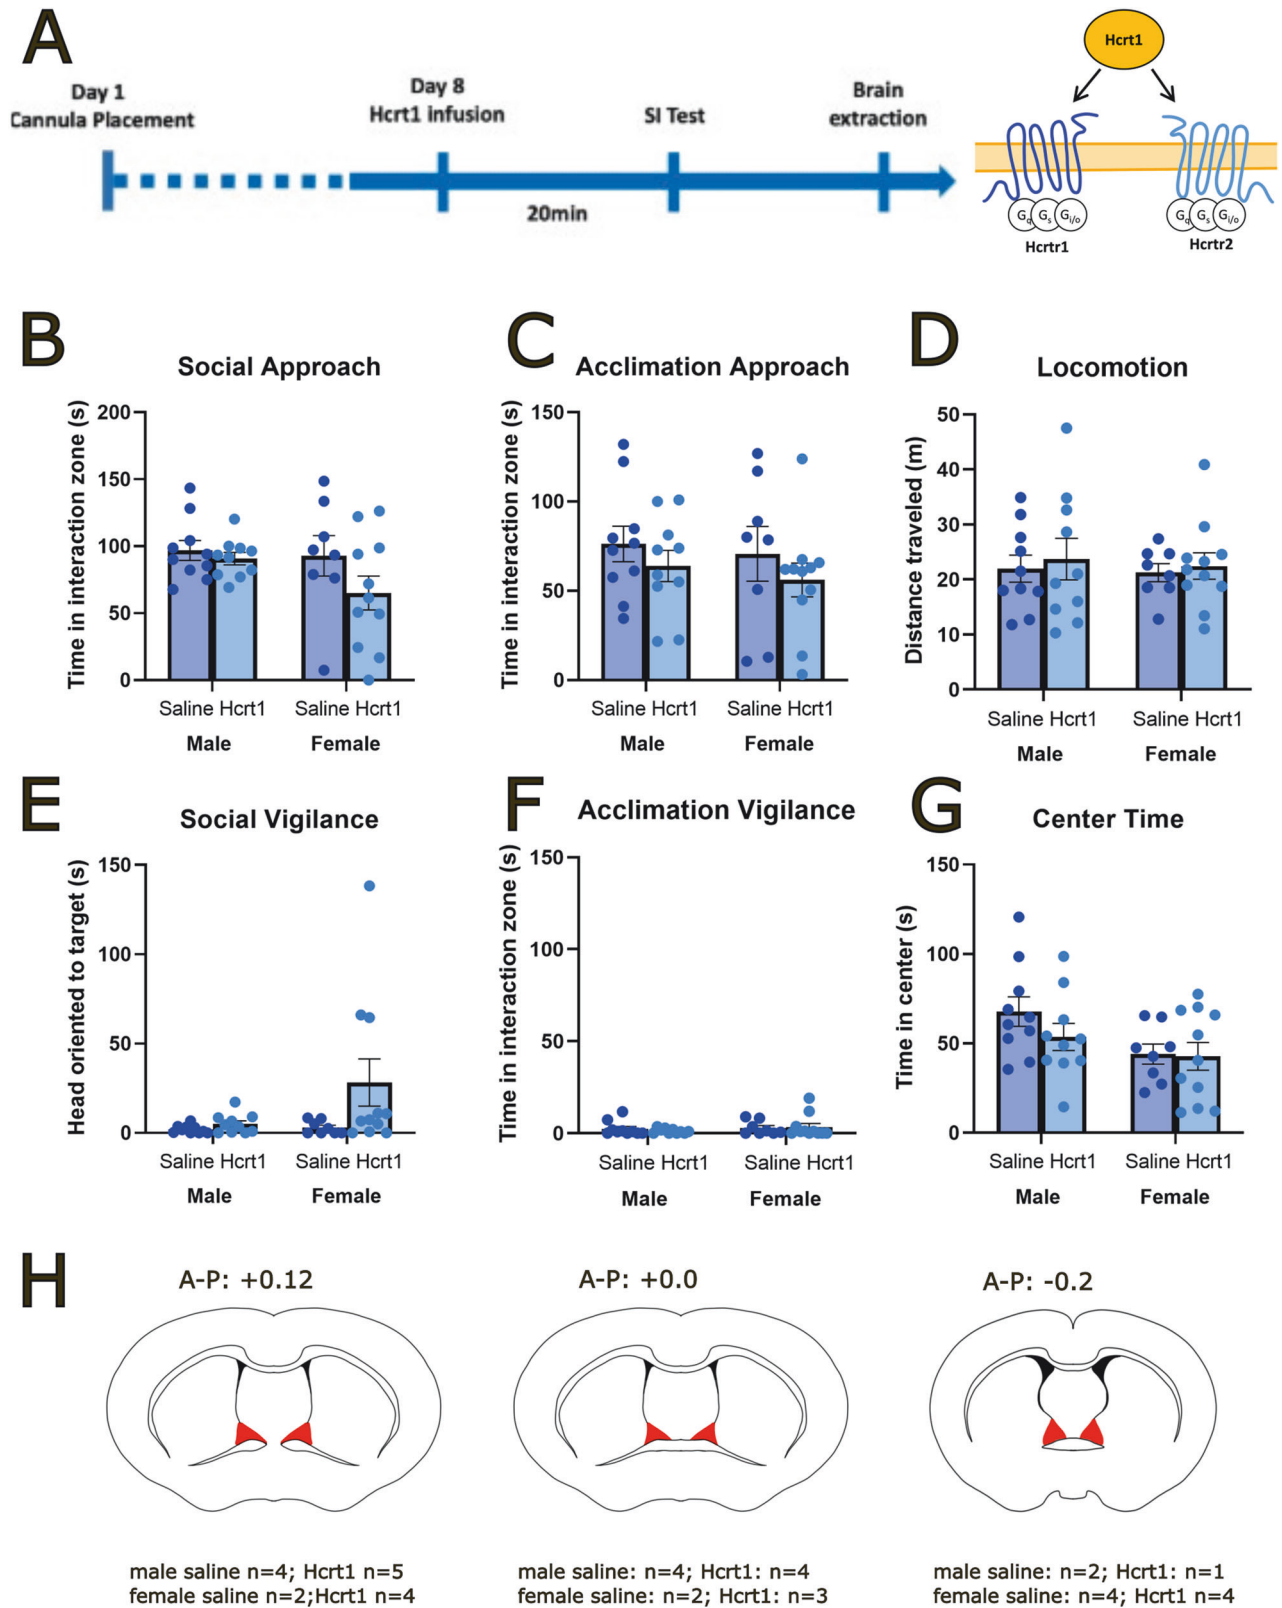 A
Day 1
Cannula Placement
Day 8
Hcrt1 infusion
SI Test
Brain
extraction
20min
Hcrt1
Gq Gs Gi/o
Gq Gs Gi/o
Hcrtr1
Hcrtr2
B
Social Approach
Time in interaction zone (s)
200
150
100
50
0
Saline Hcrt1
Saline Hcrt1
Male
Female
C
Acclimation Approach
Time in interaction zone (s)
150
100
50
0
Saline Hcrt1
Saline Hcrt1
Male
Female
D
Locomotion
Distance traveled (m)
50
40
30
20
10
0
Saline Hcrt1
Saline Hcrt1
Male
Female
E
Social Vigilance
Head oriented to target (s)
150
100
50
0
Saline Hcrt1
Saline Hcrt1
Male
Female
F
Acclimation Vigilance
Time in interaction zone (s)
150
100
50
0
Saline Hcrt1
Saline Hcrt1
Male
Female
G
Center Time
Time in center (s)
150
100
50
0
Saline Hcrt1
Saline Hcrt1
Male
Female
H
A-P: +0.12
A-P: +0.0
A-P: -0.2
male saline n=4; Hcrt1 n=5
female saline n=2;Hcrt1 n=4
male saline: n=4; Hcrt1: n=4
female saline: n=2; Hcrt1: n=3
male saline: n=2; Hcrt1: n=1
female saline: n=4; Hcrt1 n=4